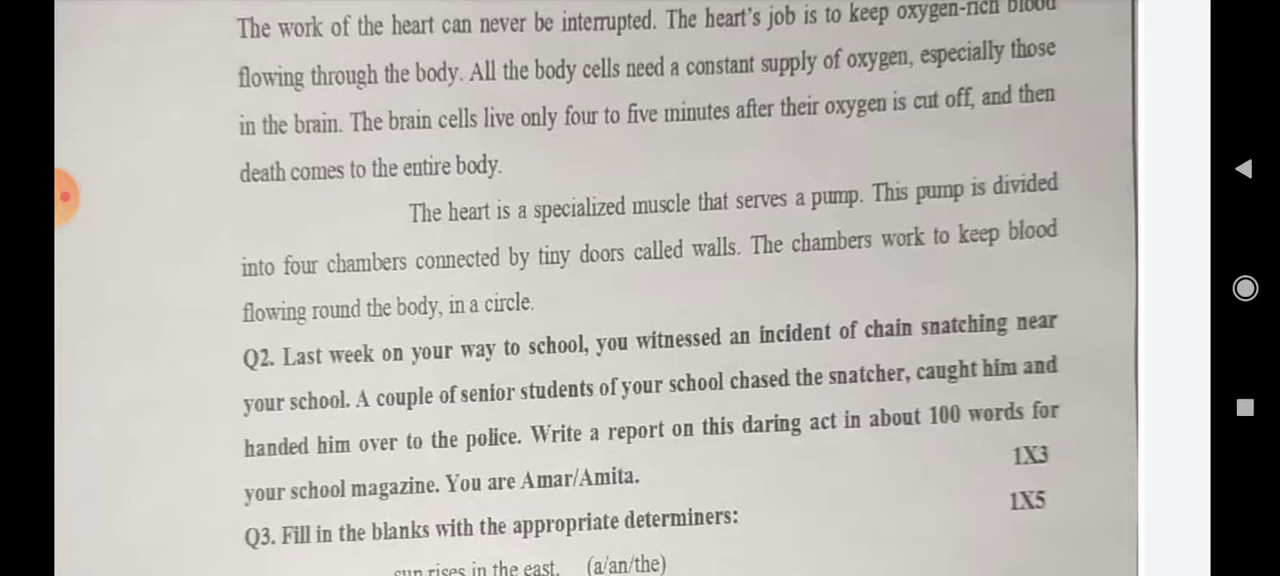 The work of the heart can never be interrupted. The heart's job is to keep oxygen-rich blood
flowing through the body. All the body cells need a constant supply of oxygen, especially those
in the brain. The brain cells live only four to five minutes after their oxygen is cut off, and then
death comes to the entire body.
The heart is a specialized muscle that serves a pump. This pump is divided
into four chambers connected by tiny doors called walls. The chambers work to keep blood
flowing round the body, in a circle.
Q2. Last week on your way to school, you witnessed an incident of chain snatching near
your school. A couple of senior students of your school chased the snatcher, caught him and
handed him over to the police. Write a report on this daring act in about 100 words for
your school magazine. You are Amar/Amita. 1X3
Q3. Fill in the blanks with the appropriate determiners: 1X5
sun rises in the east. (a/an/the)